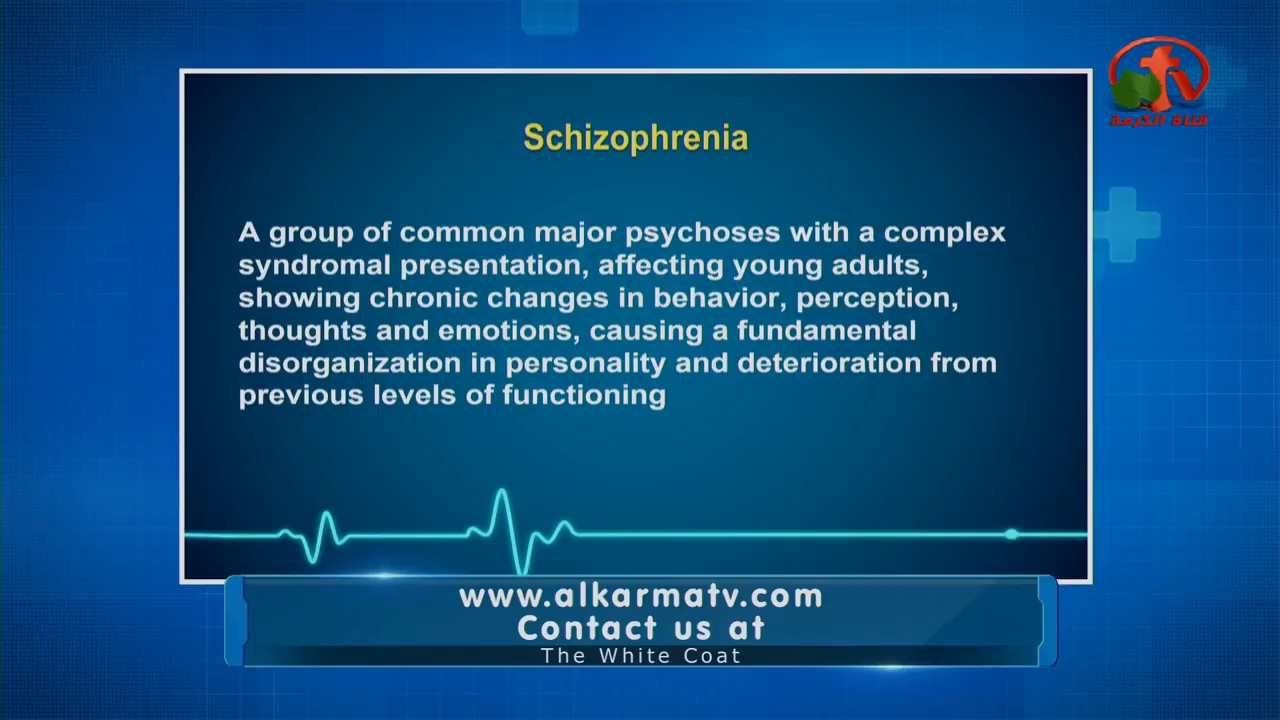 قناة الكرمة
Schizophrenia
A group of common major psychoses with a complex
syndromal presentation, affecting young adults,
showing chronic changes in behavior, perception,
thoughts and emotions, causing a fundamental
disorganization in personality and deterioration from
previous levels of functioning
www.alkarmatv.com
Contact us at
The White Coat